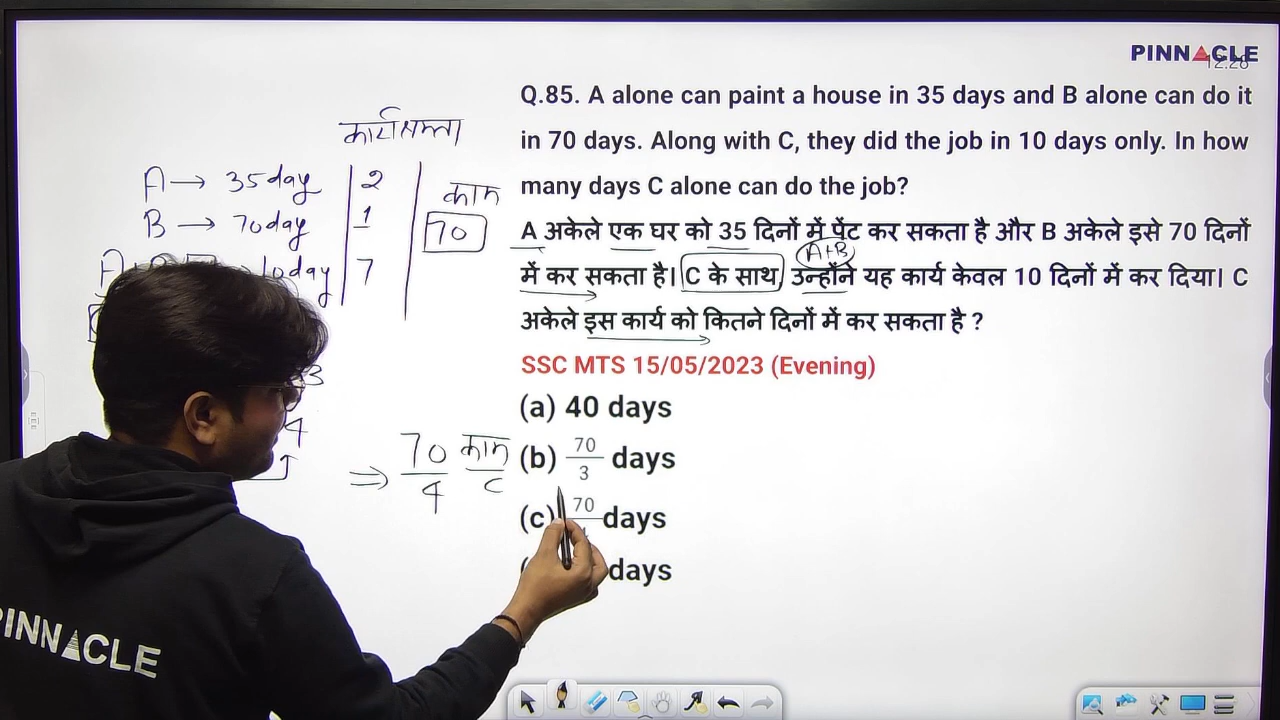 PINNACLE
12:28
Q.85. A alone can paint a house in 35 days and B alone can do it
in 70 days. Along with C, they did the job in 10 days only. In how
many days C alone can do the job?
A अकेले एक घर को 35 दिनों में पेंट कर सकता है और B अकेले इसे 70 दिनों
में कर सकता है। C के साथ, उन्होंने यह कार्य केवल 10 दिनों में कर दिया। C
अकेले इस कार्य को कितने दिनों में कर सकता है ?
SSC MTS 15/05/2023 (Evening)
(a) 40 days
(b) 70/3 days
(c) 70 days
days
A+B
A → 35 day 2
B → 70 day 1
10 day 7
काम
70
3
4
⇒ 70/4 काम/C
PINNACLE